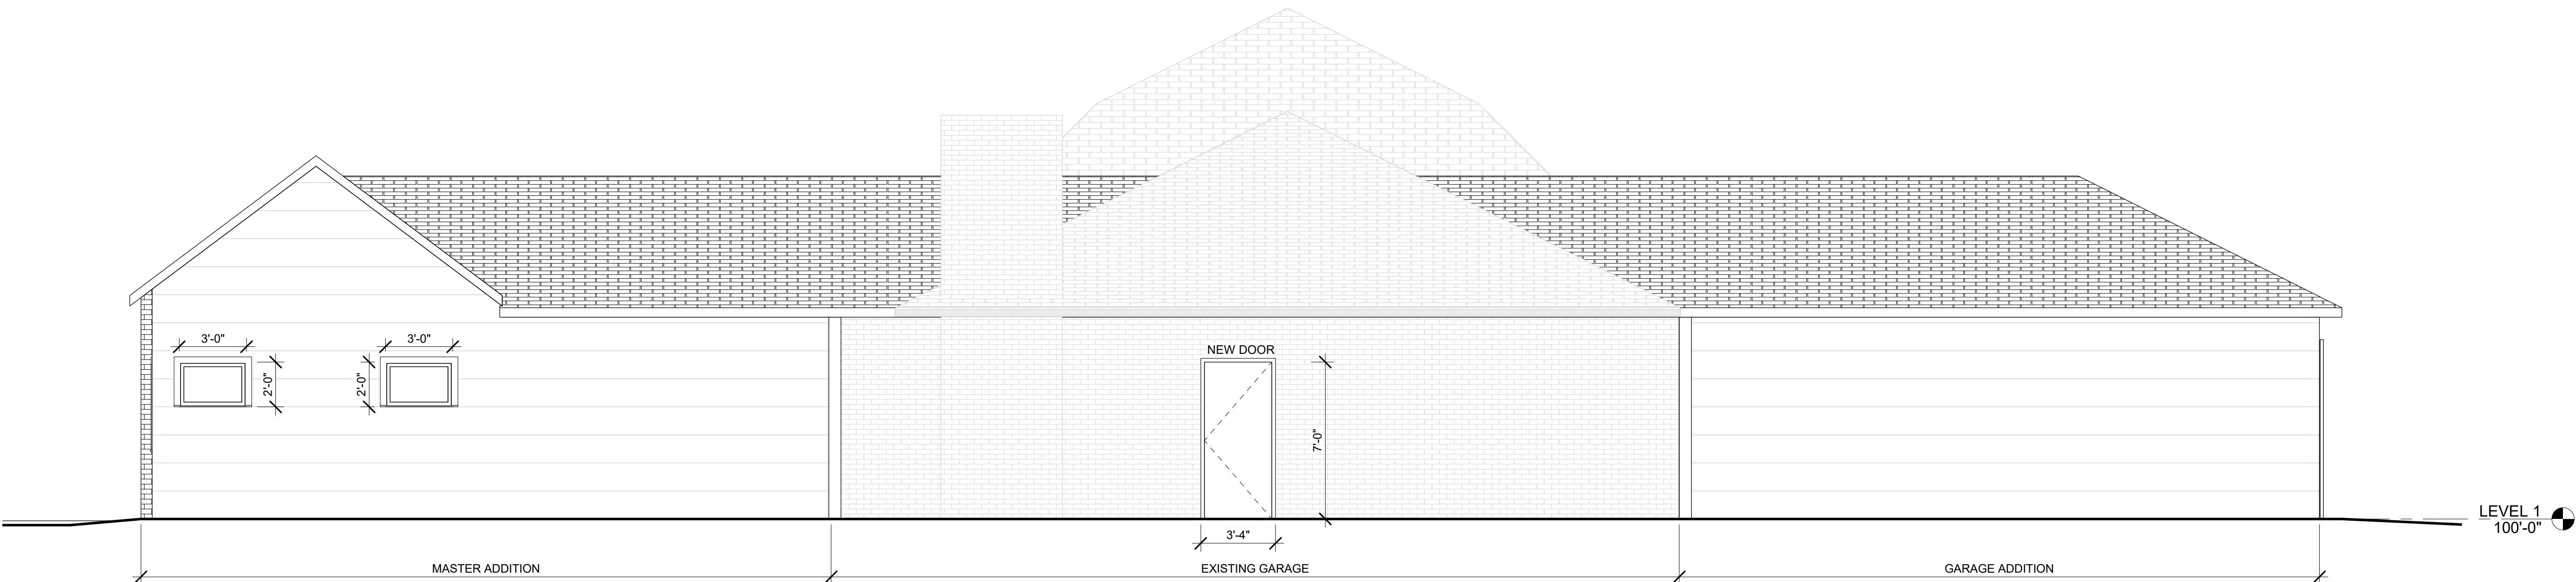 3'-0"
3'-0"
2'-0"
2'-0"
NEW DOOR
7'-0"
3'-4"
LEVEL 1
100'-0"
MASTER ADDITION
EXISTING GARAGE
GARAGE ADDITION